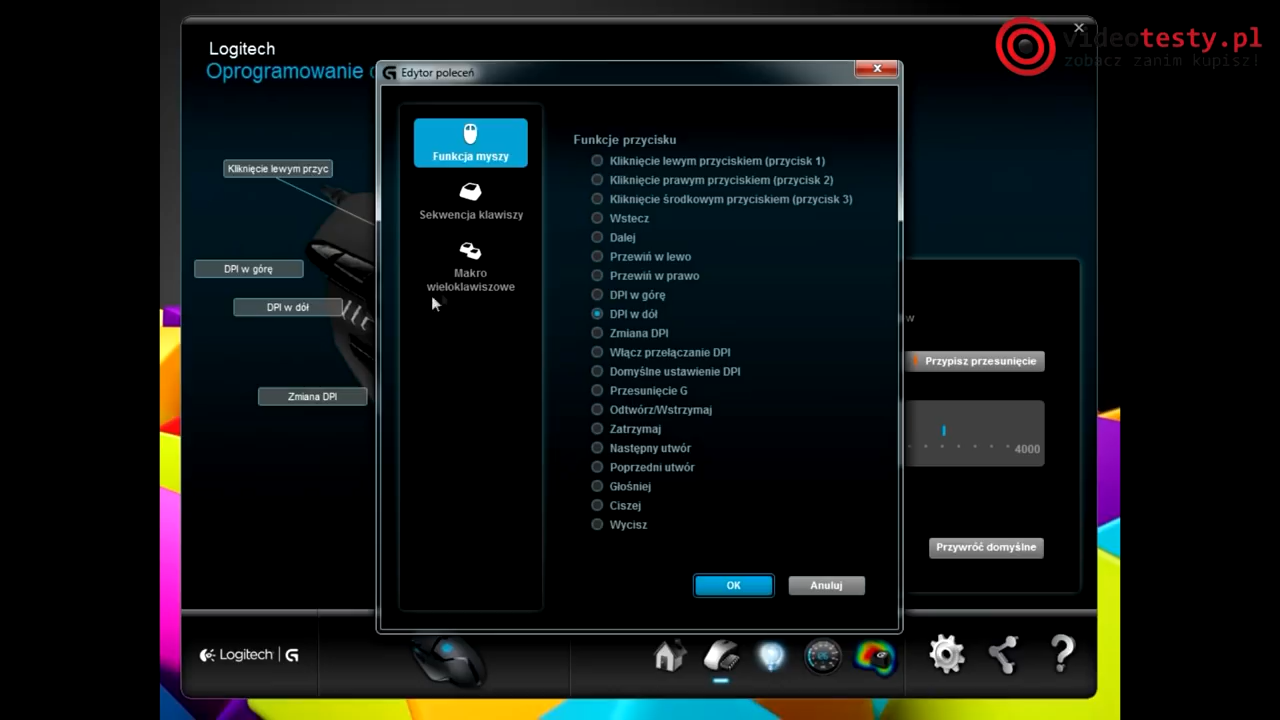 videotesty.pl
zobacz zanim kupisz!
Logitech
Oprogramowanie
Edytor poleceń
Kliknięcie lewym przyc
DPI w górę
DPI w dół
Zmiana DPI
Funkcja myszy
Sekwencja klawiszy
Makro
wieloklawiszowe
Funkcje przycisku
Kliknięcie lewym przyciskiem (przycisk 1)
Kliknięcie prawym przyciskiem (przycisk 2)
Kliknięcie środkowym przyciskiem (przycisk 3)
Wstecz
Dalej
Przewiń w lewo
Przewiń w prawo
DPI w górę
DPI w dół
Zmiana DPI
Włącz przełączanie DPI
Domyślne ustawienie DPI
Przesunięcie G
Odtwórz/Wstrzymaj
Zatrzymaj
Następny utwór
Poprzedni utwór
Głośniej
Ciszej
Wycisz
OK
Anuluj
w
Przypisz przesunięcie
4000
Przywróć domyślne
Logitech | G